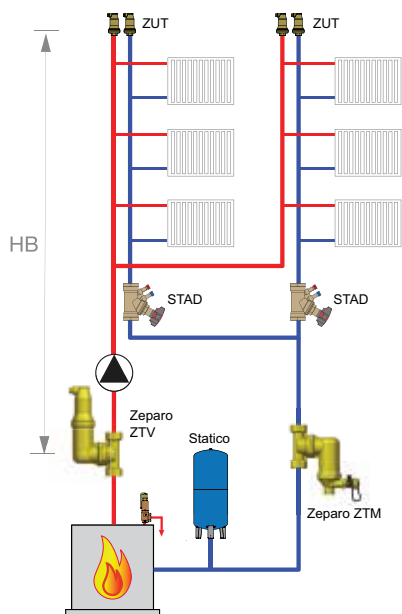 ZUT
ZUT
HB
STAD
STAD
Zeparo
ZTV
Statico
Zeparo ZTM